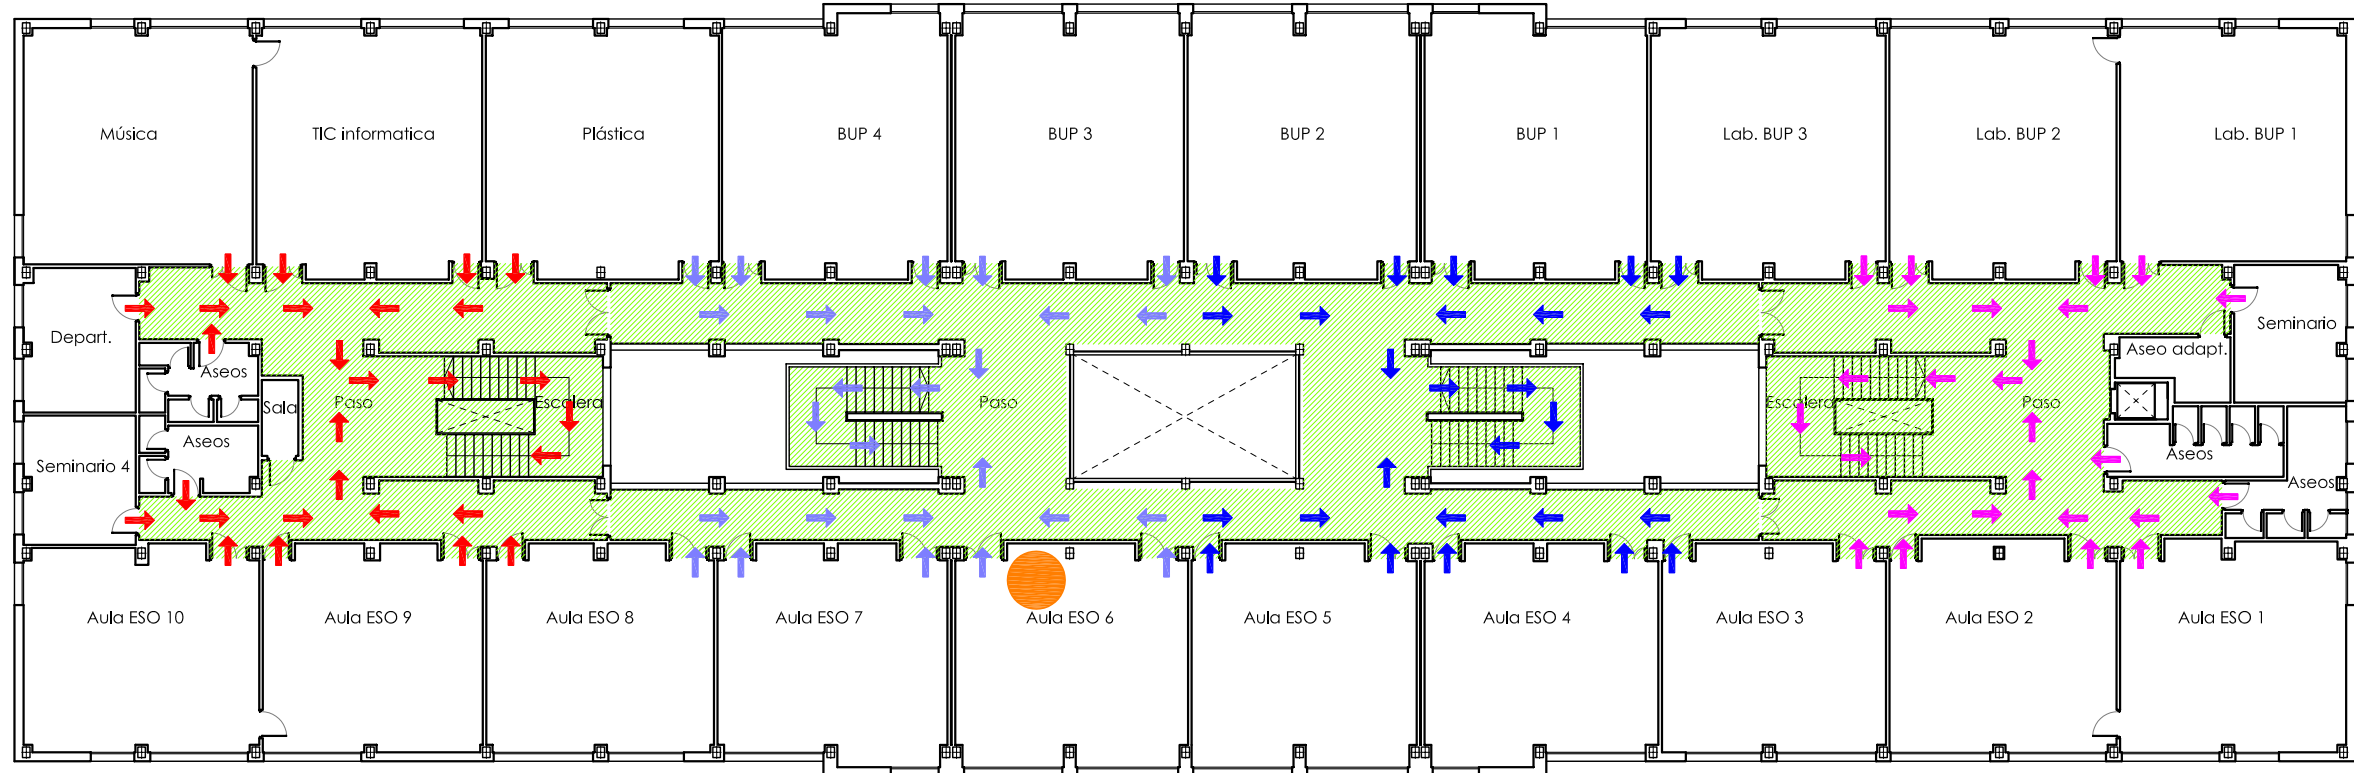 Música
TIC informatica
Plástica
BUP 4
BUP 3
BUP 2
BUP 1
Lab. BUP 3
Lab. BUP 2
Lab. BUP 1
Depart.
Seminario
Aseo adapt.
Aseos
Sala
Paso
Escalera
Paso
Escalera
Paso
Aseos
Aseos
Seminario 4
Aseos
Aula ESO 10
Aula ESO 9
Aula ESO 8
Aula ESO 7
Aula ESO 6
Aula ESO 5
Aula ESO 4
Aula ESO 3
Aula ESO 2
Aula ESO 1